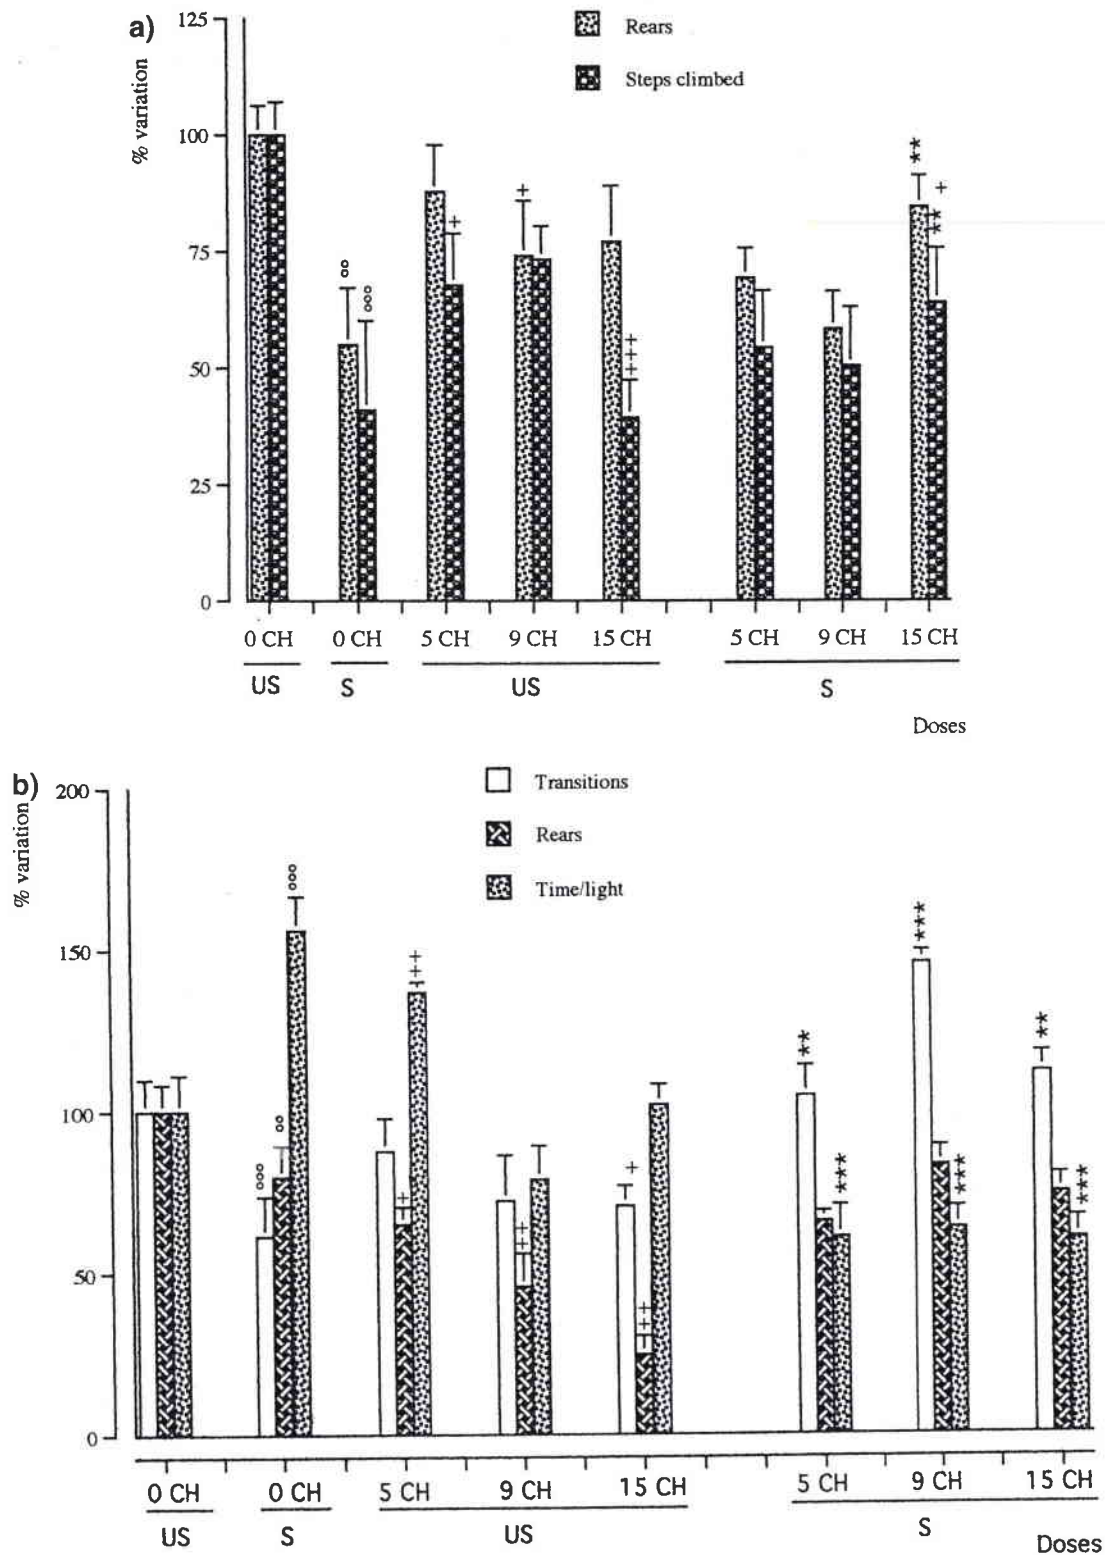 a)
% variation
125
100
75
50
25
0
Rears
Steps climbed
°°
°°°
+
+
+++
**
**
+
0 CH 0 CH 5 CH 9 CH 15 CH 5 CH 9 CH 15 CH
US S US S
Doses
b)
% variation
200
150
100
50
0
Transitions
Rears
Time/light
°°°
°°
°°°
+
++
++
+
+++
**
***
***
***
**
***
0 CH 0 CH 5 CH 9 CH 15 CH 5 CH 9 CH 15 CH
US S US S
Doses